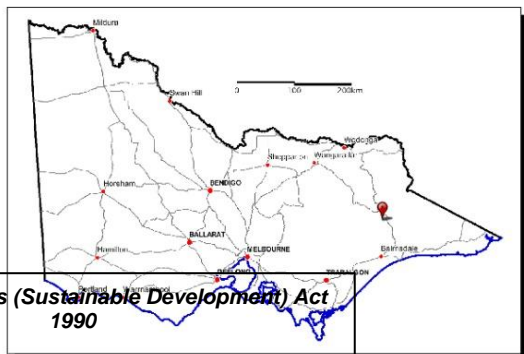 Mildura
Swan Hill
0 100 200km
Wodonga
Shepparton Wangaratta
Horsham
BENDIGO
BALLARAT
Hamilton
MELBOURNE
Bairnsdale
GEELONG
TRARALGON
Portland Warrnambool
s (Sustainable Development) Act
1990